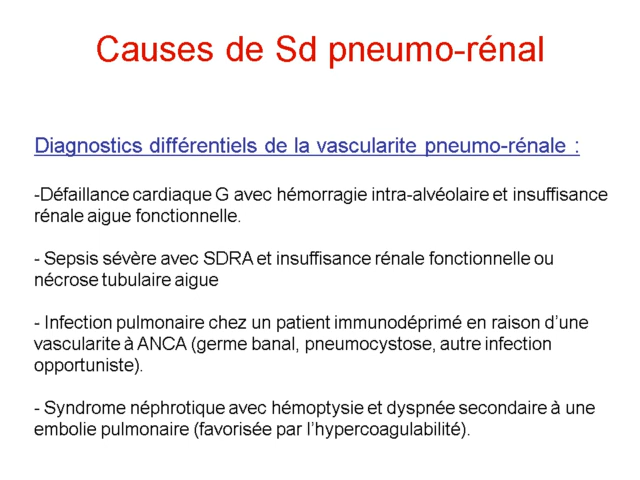 Causes de Sd pneumo-rénal
Diagnostics différentiels de la vascularite pneumo-rénale :
-Défaillance cardiaque G avec hémorragie intra-alvéolaire et insuffisance
rénale aigue fonctionnelle.
- Sepsis sévère avec SDRA et insuffisance rénale fonctionnelle ou
nécrose tubulaire aigue
- Infection pulmonaire chez un patient immunodéprimé en raison d’une
vascularite à ANCA (germe banal, pneumocystose, autre infection
opportuniste).
- Syndrome néphrotique avec hémoptysie et dyspnée secondaire à une
embolie pulmonaire (favorisée par l’hypercoagulabilité).